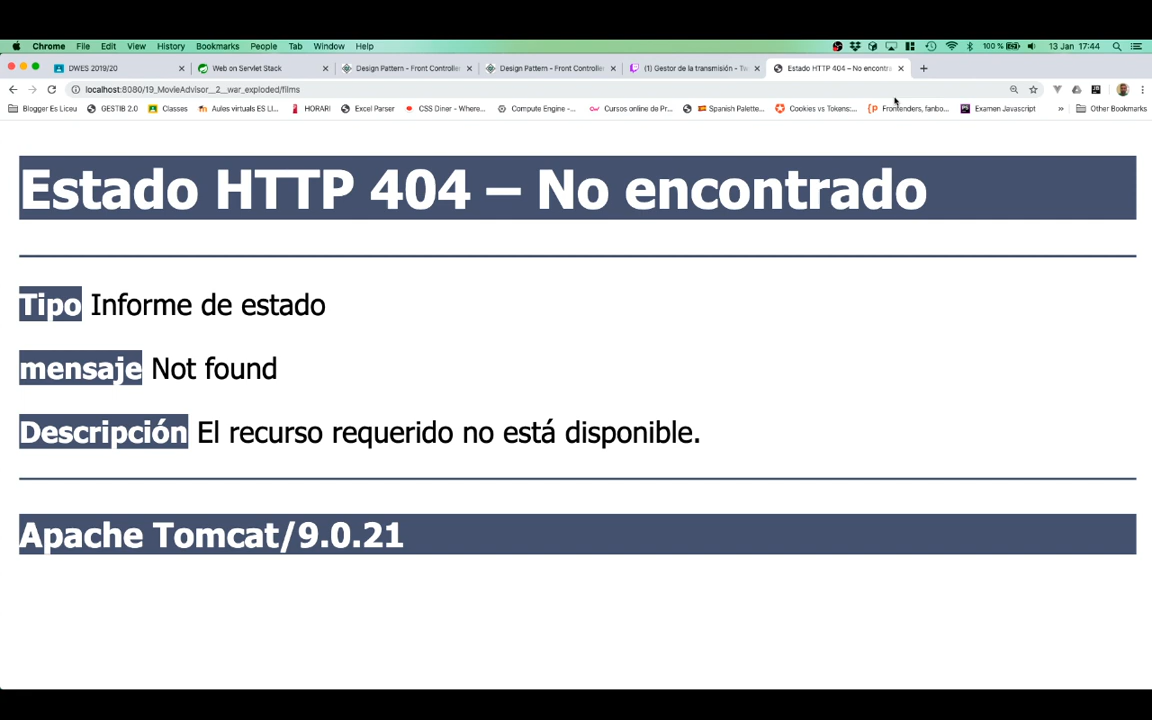 Chrome File Edit View History Bookmarks People Tab Window Help 100 % 13 Jan 17:44
DWES 2019/20 Web on Servlet Stack Design Pattern - Front Controlle Design Pattern - Front Controlle (1) Gestor de la transmisión - Tw Estado HTTP 404 – No encontra
localhost:8080/19_MovieAdvisor__2__war_exploded/films
Blogger Es Liceu GESTIB 2.0 Classes Aules virtuals ES LI... HORARI Excel Parser CSS Diner - Where... Compute Engine -... Cursos online de Pr... Spanish Palette... Cookies vs Tokens:... Frontenders, fanbo... Examen Javascript » Other Bookmarks
Estado HTTP 404 – No encontrado
Tipo Informe de estado
mensaje Not found
Descripción El recurso requerido no está disponible.
Apache Tomcat/9.0.21